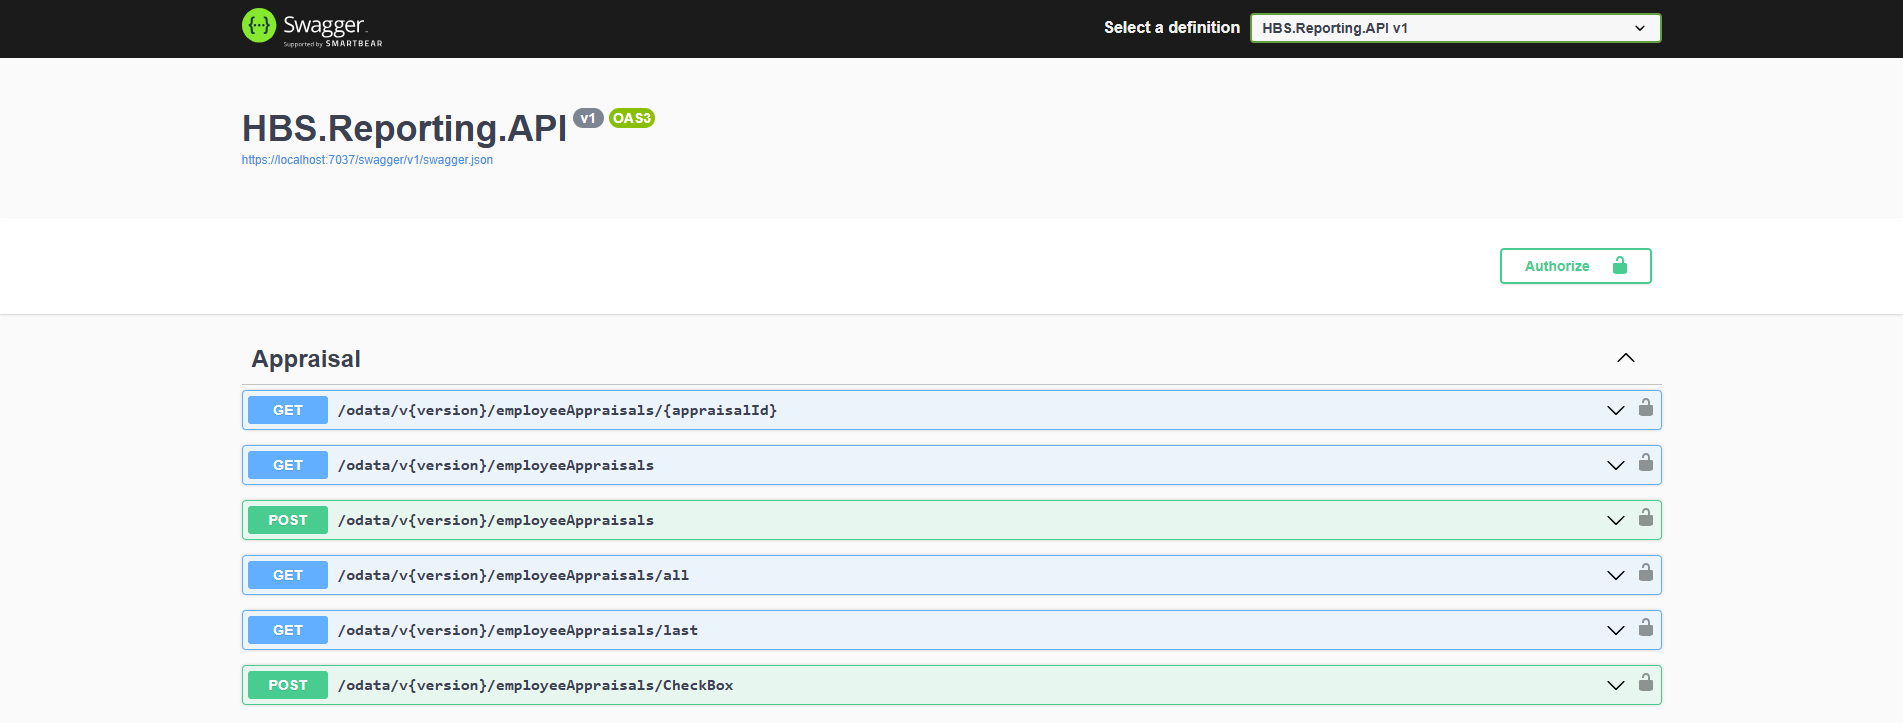 Swagger
Supported by SMARTBEAR
Select a definition
HBS.Reporting.API v1
HBS.Reporting.API v1 OAS3
https://localhost:7037/swagger/v1/swagger.json
Authorize
Appraisal
GET /odata/v{version}/employeeAppraisals/{appraisalId}
GET /odata/v{version}/employeeAppraisals
POST /odata/v{version}/employeeAppraisals
GET /odata/v{version}/employeeAppraisals/all
GET /odata/v{version}/employeeAppraisals/last
POST /odata/v{version}/employeeAppraisals/CheckBox